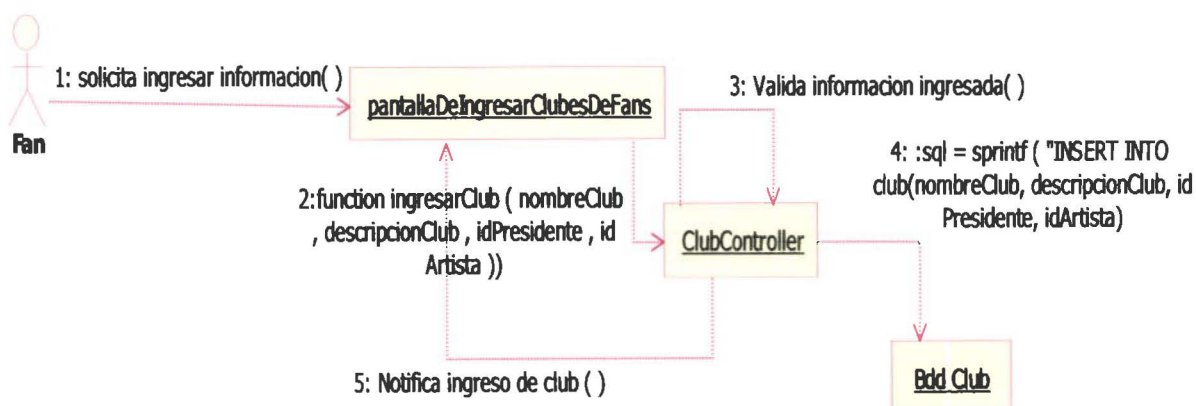 1: solicita ingresar informacion( )
Fan
pantallaDeIngresarClubesDeFans
3: Valida informacion ingresada( )
4: :sql = sprintf ( "INSERT INTO
club(nombreClub, descripcionClub, id
Presidente, idArtista)
2:function ingresarClub ( nombreClub
, descripcionClub , idPresidente , id
Artista ))
ClubController
5: Notifica ingreso de club ( )
Bdd Club